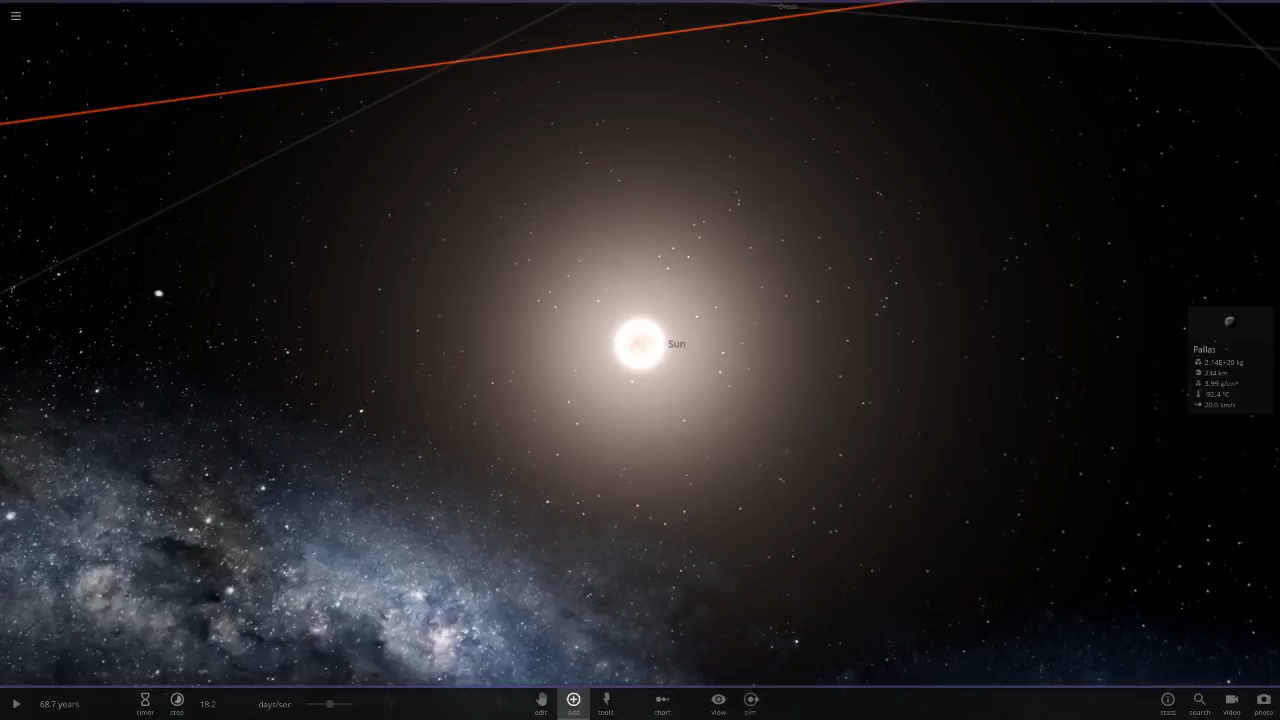 Orcus
Sun
Pallas
2.14E+20 kg
234 km
3.99 g/cm³
-92.4 °C
20.0 km/s
68.7 years
timer
step
18.2
days/sec
edit
add
tools
chart
view
sim
stats
search
video
photo